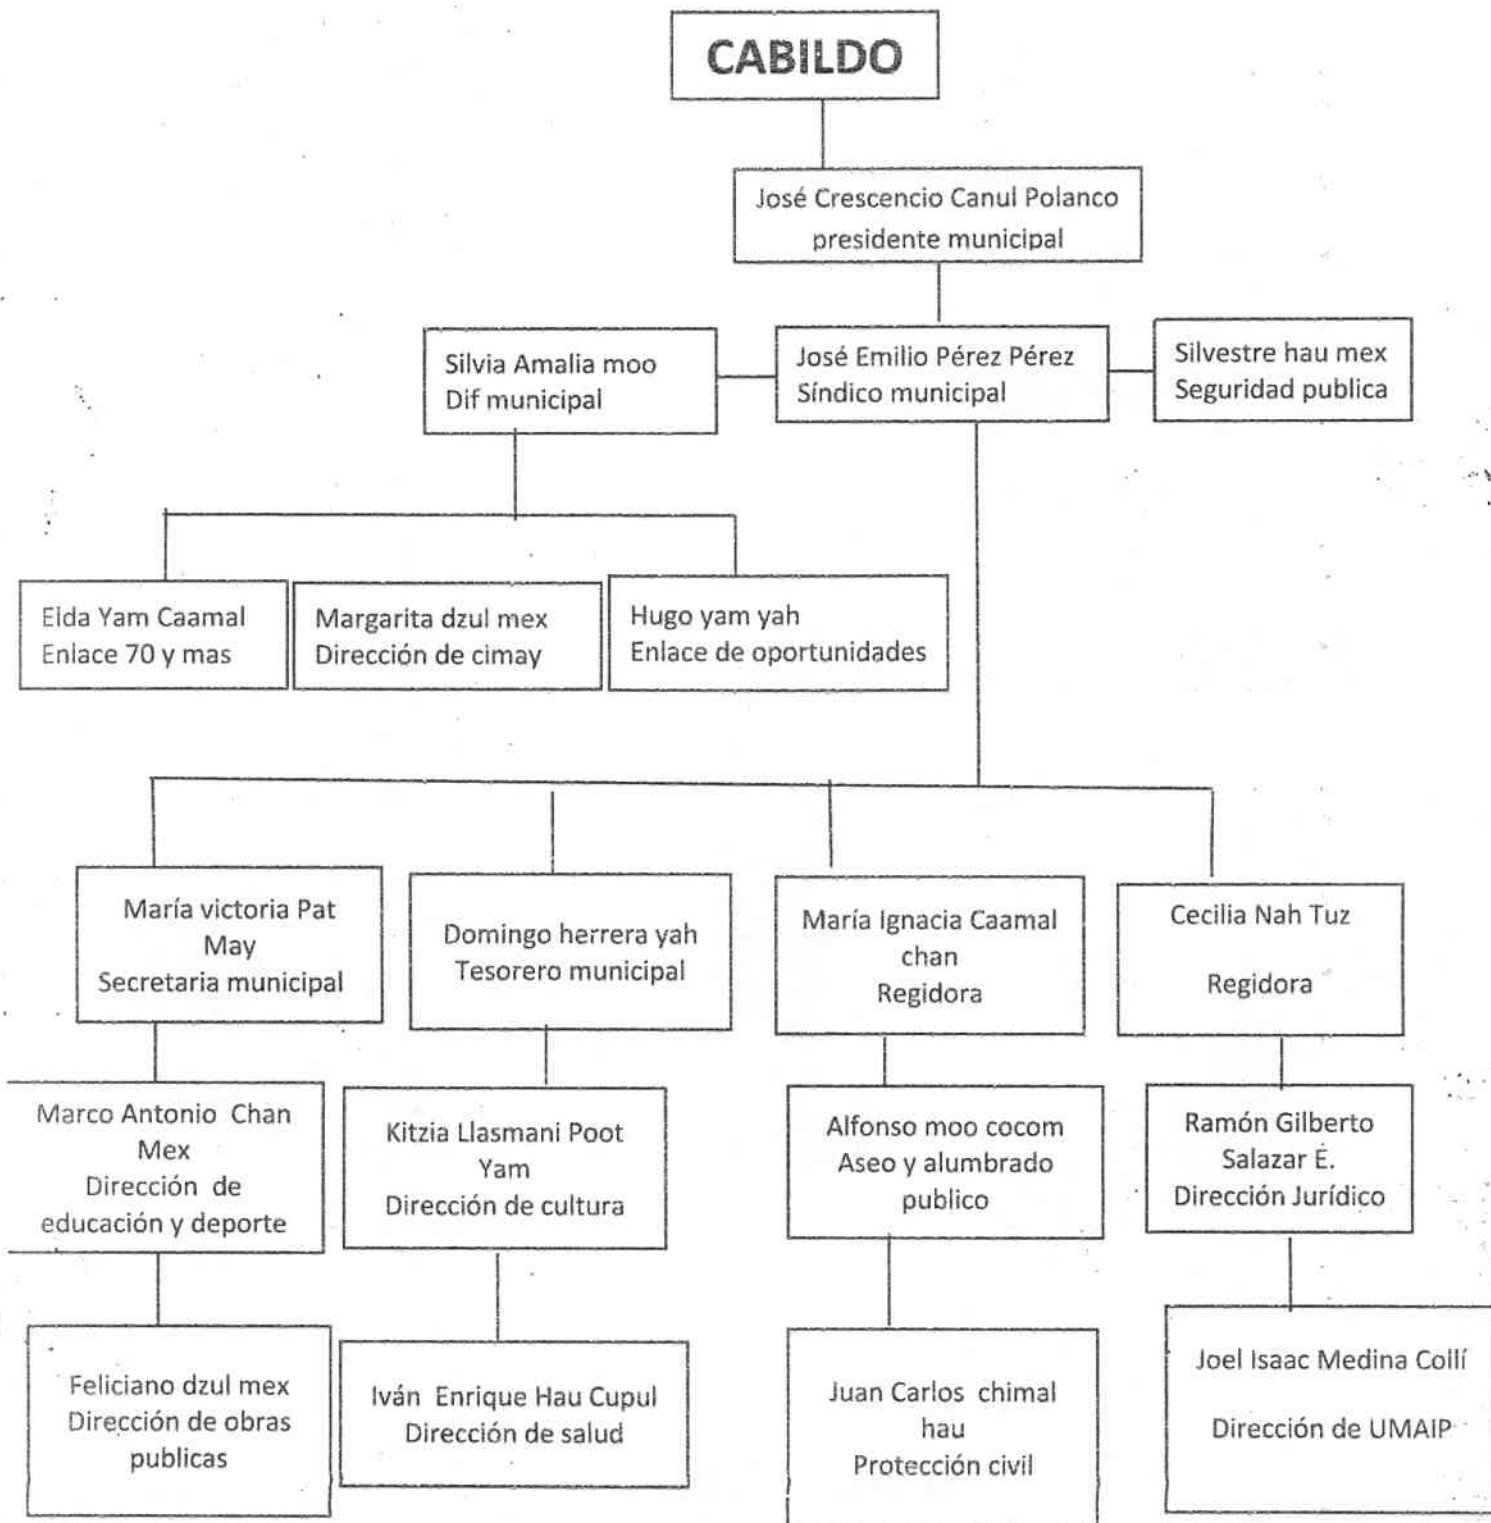 CABILDO
José Crescencio Canul Polanco
presidente municipal
Silvia Amalia moo
Dif municipal
José Emilio Pérez Pérez
Síndico municipal
Silvestre hau mex
Seguridad publica
Elda Yam Caamal
Enlace 70 y mas
Margarita dzul mex
Dirección de cimay
Hugo yam yah
Enlace de oportunidades
María victoria Pat
May
Secretaria municipal
Domingo herrera yah
Tesorero municipal
María Ignacia Caamal
chan
Regidora
Cecilia Nah Tuz
Regidora
Marco Antonio Chan
Mex
Dirección de
educación y deporte
Kitzia Llasmani Poot
Yam
Dirección de cultura
Alfonso moo cocom
Aseo y alumbrado
publico
Ramón Gilberto
Salazar E.
Dirección Jurídico
Feliciano dzul mex
Dirección de obras
publicas
Iván Enrique Hau Cupul
Dirección de salud
Juan Carlos chimal
hau
Protección civil
Joel Isaac Medina Collí
Dirección de UMAIP